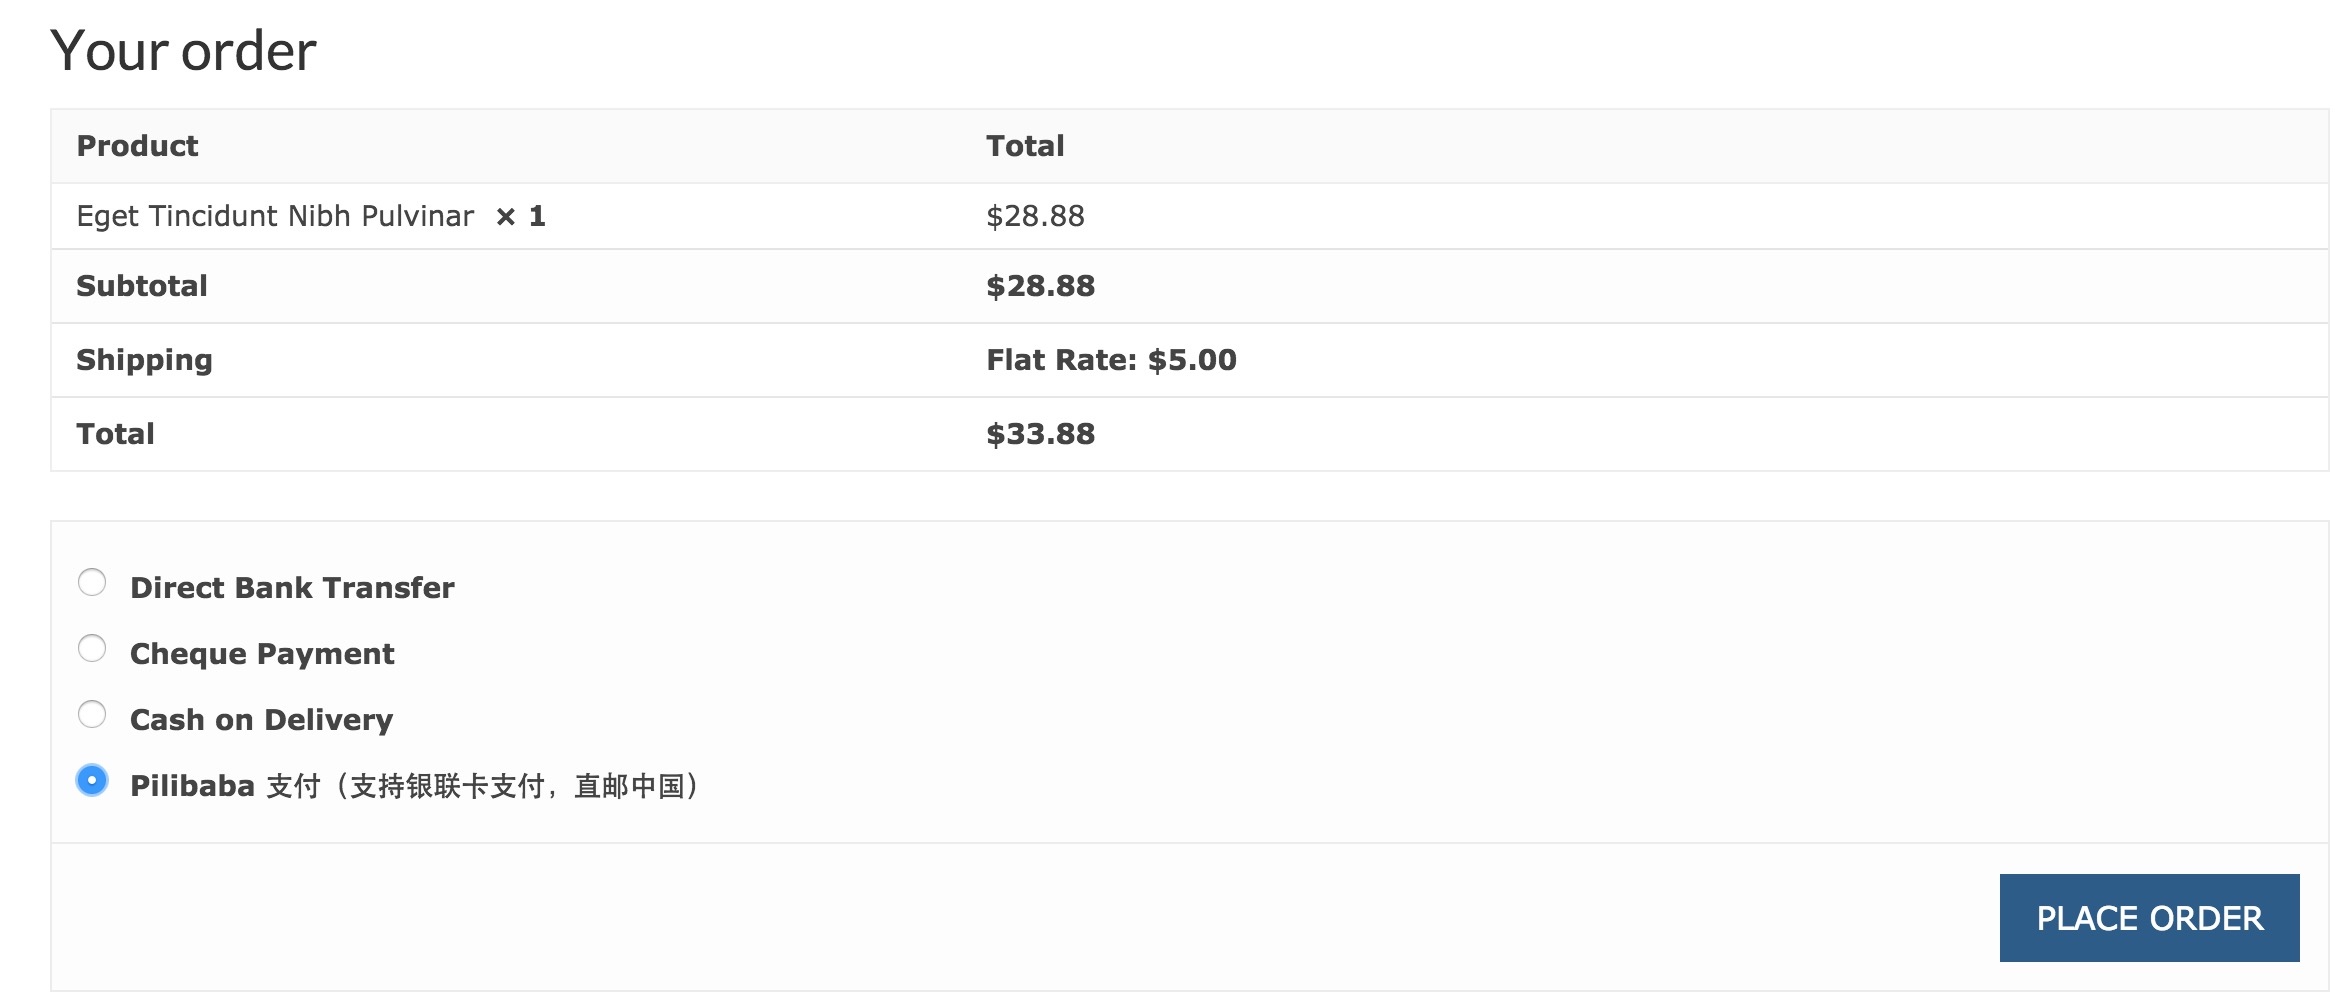 Your order
Product Total
Eget Tincidunt Nibh Pulvinar × 1 $28.88
Subtotal $28.88
Shipping Flat Rate: $5.00
Total $33.88
Direct Bank Transfer
Cheque Payment
Cash on Delivery
Pilibaba 支付（支持银联卡支付，直邮中国）
PLACE ORDER